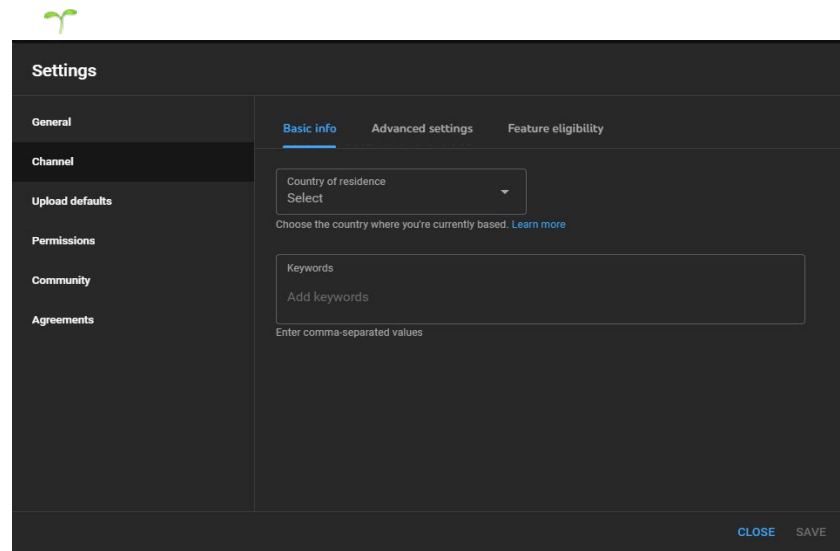 Settings
General
Channel
Upload defaults
Permissions
Community
Agreements
Basic info Advanced settings Feature eligibility
Country of residence
Select
Choose the country where you're currently based. Learn more
Keywords
Add keywords
Enter comma-separated values
CLOSE SAVE